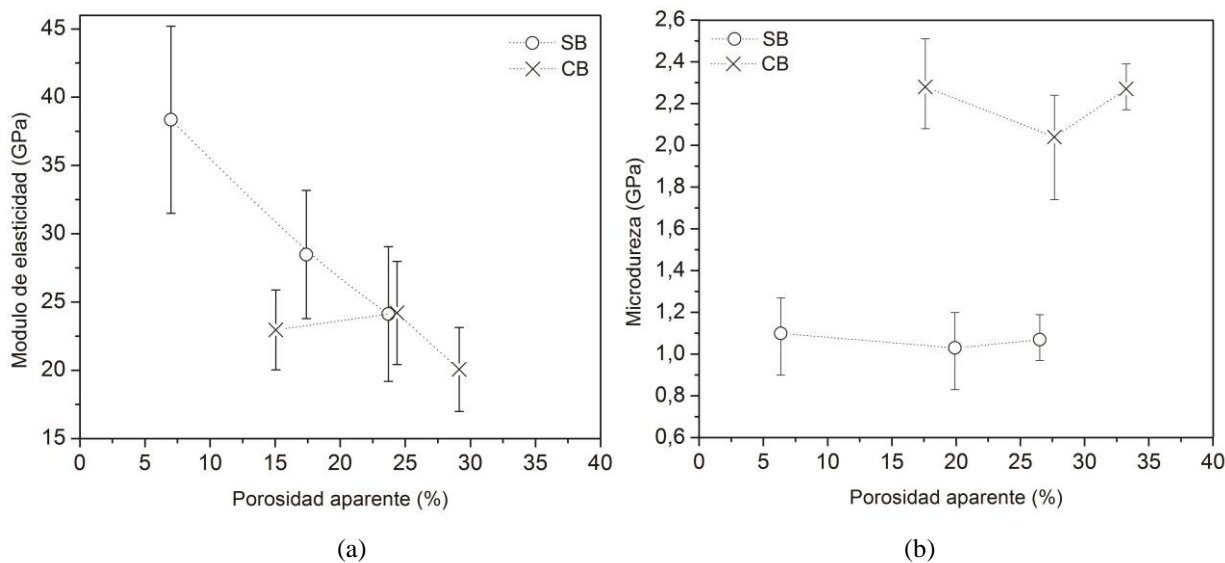 45
40
35
30
25
20
15
Modulo de elasticidad (GPa)
SB
CB
0 5 10 15 20 25 30 35 40
Porosidad aparente (%)
(a)
2,6
2,4
2,2
2,0
1,8
1,6
1,4
1,2
1,0
0,8
0,6
Microdureza (GPa)
SB
CB
0 5 10 15 20 25 30 35 40
Porosidad aparente (%)
(b)